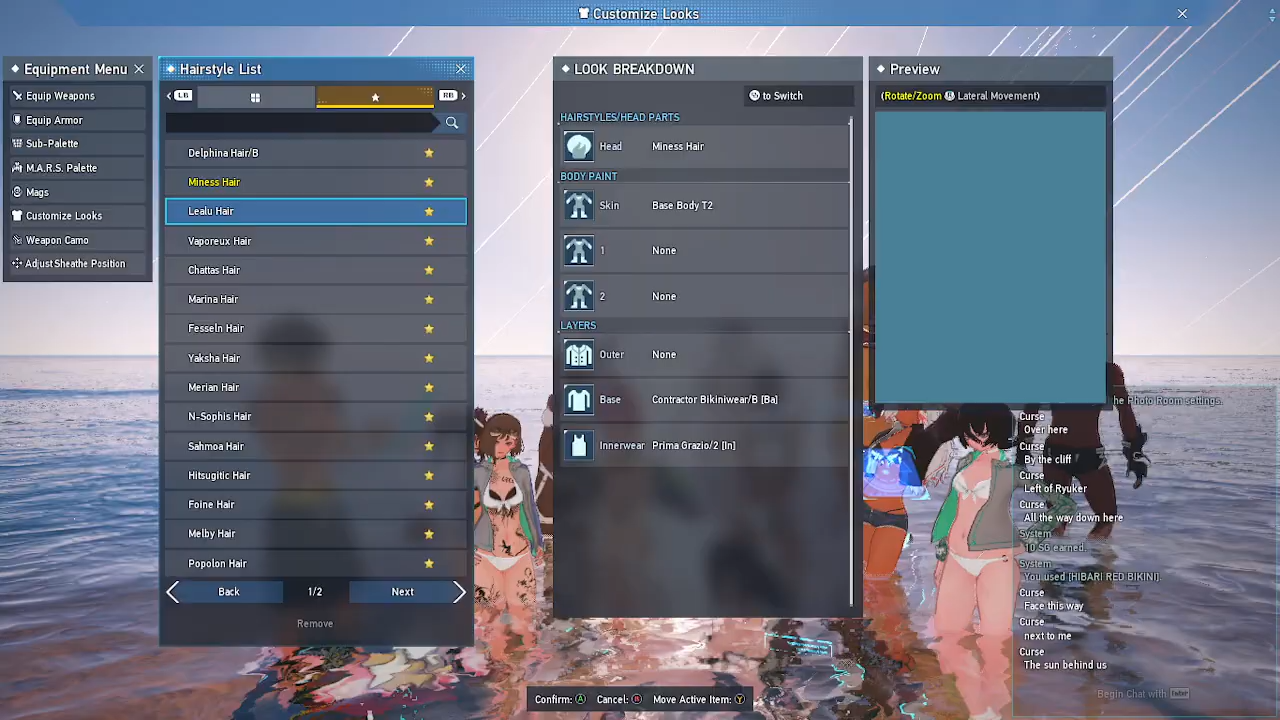 Customize Looks
Equipment Menu
Equip Weapons
Equip Armor
Sub-Palette
M.A.R.S. Palette
Mags
Customize Looks
Weapon Camo
Adjust Sheathe Position
Hairstyle List
LB
RB
Delphina Hair/B
Miness Hair
Lealu Hair
Vaporeux Hair
Chattas Hair
Marina Hair
Fesseln Hair
Yaksha Hair
Merian Hair
N-Sophis Hair
Sahmoa Hair
Hitsugitic Hair
Foine Hair
Melby Hair
Popolon Hair
Back
1/2
Next
Remove
LOOK BREAKDOWN
to Switch
HAIRSTYLES/HEAD PARTS
Head Miness Hair
BODY PAINT
Skin Base Body T2
1 None
2 None
LAYERS
Outer None
Base Contractor Bikiniwear/B [Ba]
Innerwear Prima Grazio/2 [In]
Preview
(Rotate/Zoom R Lateral Movement)
he Photo Room settings.
Curse
Over here
Curse
By the cliff
Curse
Left of Ryuker
Curse
All the way down here
System
10 SG earned.
System
You used [HIBARI RED BIKINI].
Curse
Face this way
Curse
next to me
Curse
The sun behind us
Begin Chat with Enter
Confirm: A Cancel: B Move Active Item: Y